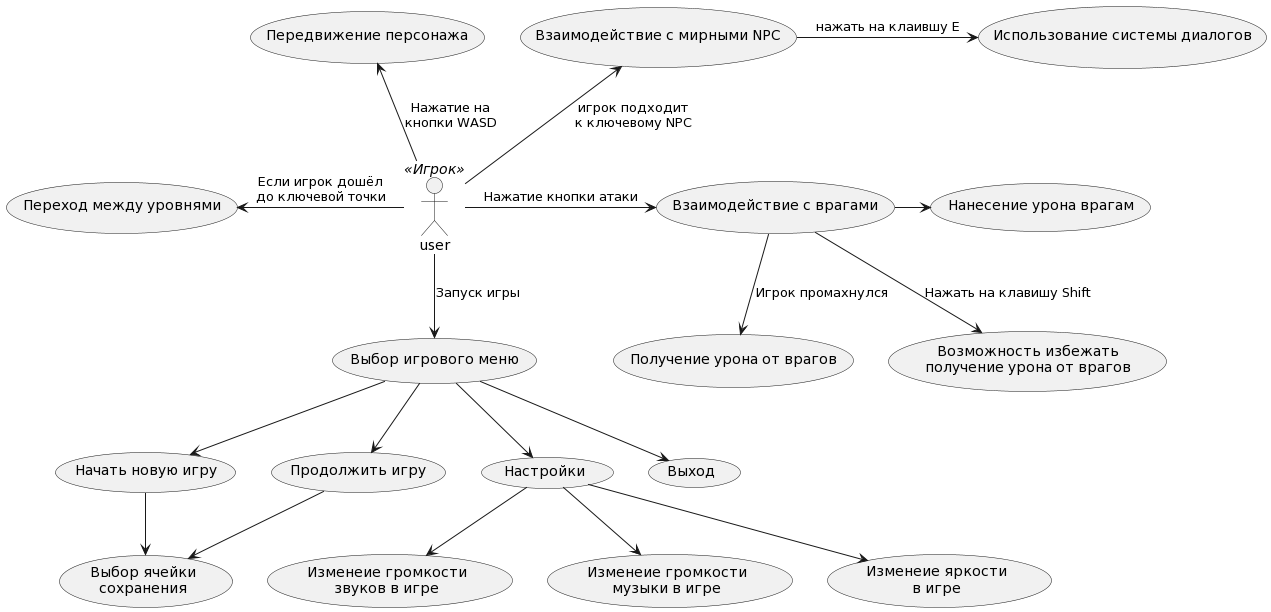 Передвижение персонажа
Взаимодействие с мирными NPC
нажать на клаившу E
Использование системы диалогов
Нажатие на
кнопки WASD
игрок подходит
к ключевому NPC
«Игрок»
Если игрок дошёл
до ключевой точки
Переход между уровнями
user
Нажатие кнопки атаки
Взаимодействие с врагами
Нанесение урона врагам
Запуск игры
Игрок промахнулся
Нажать на клавишу Shift
Выбор игрового меню
Получение урона от врагов
Возможность избежать
получение урона от врагов
Начать новую игру
Продолжить игру
Настройки
Выход
Выбор ячейки
сохранения
Изменеие громкости
звуков в игре
Изменеие громкости
музыки в игре
Изменеие яркости
в игре